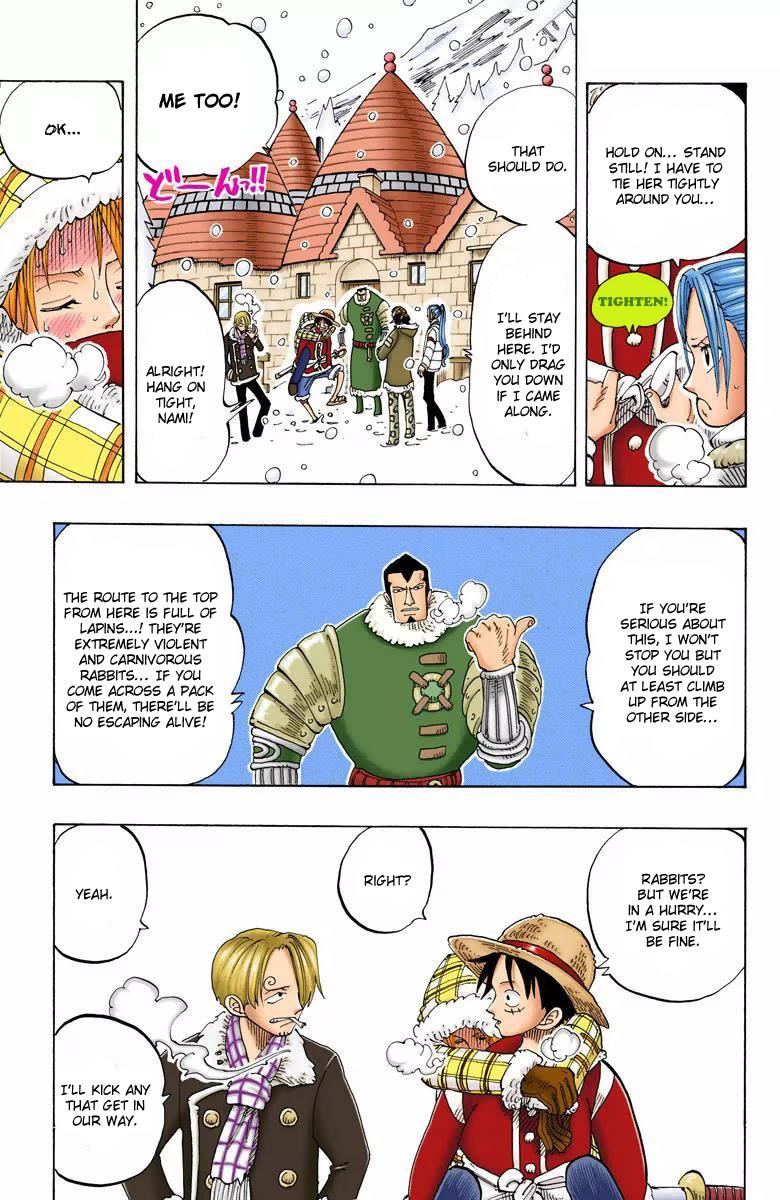 HOLD ON... STAND
STILL! I HAVE TO
TIE HER TIGHTLY
AROUND YOU...
TIGHTEN!
THAT
SHOULD DO.
I'LL STAY
BEHIND
HERE. I'D
ONLY DRAG
YOU DOWN
IF I CAME
ALONG.
ME TOO!
どーんっ!!
ALRIGHT!
HANG ON
TIGHT,
NAMI!
OK...
IF YOU'RE
SERIOUS ABOUT
THIS, I WON'T
STOP YOU BUT
YOU SHOULD
AT LEAST CLIMB
UP FROM THE
OTHER SIDE...
THE ROUTE TO THE TOP
FROM HERE IS FULL OF
LAPINS...! THEY'RE
EXTREMELY VIOLENT
AND CARNIVOROUS
RABBITS... IF YOU
COME ACROSS A PACK
OF THEM, THERE'LL BE
NO ESCAPING ALIVE!
RABBITS?
BUT WE'RE
IN A HURRY...
I'M SURE IT'LL
BE FINE.
RIGHT?
YEAH.
I'LL KICK ANY
THAT GET IN
OUR WAY.